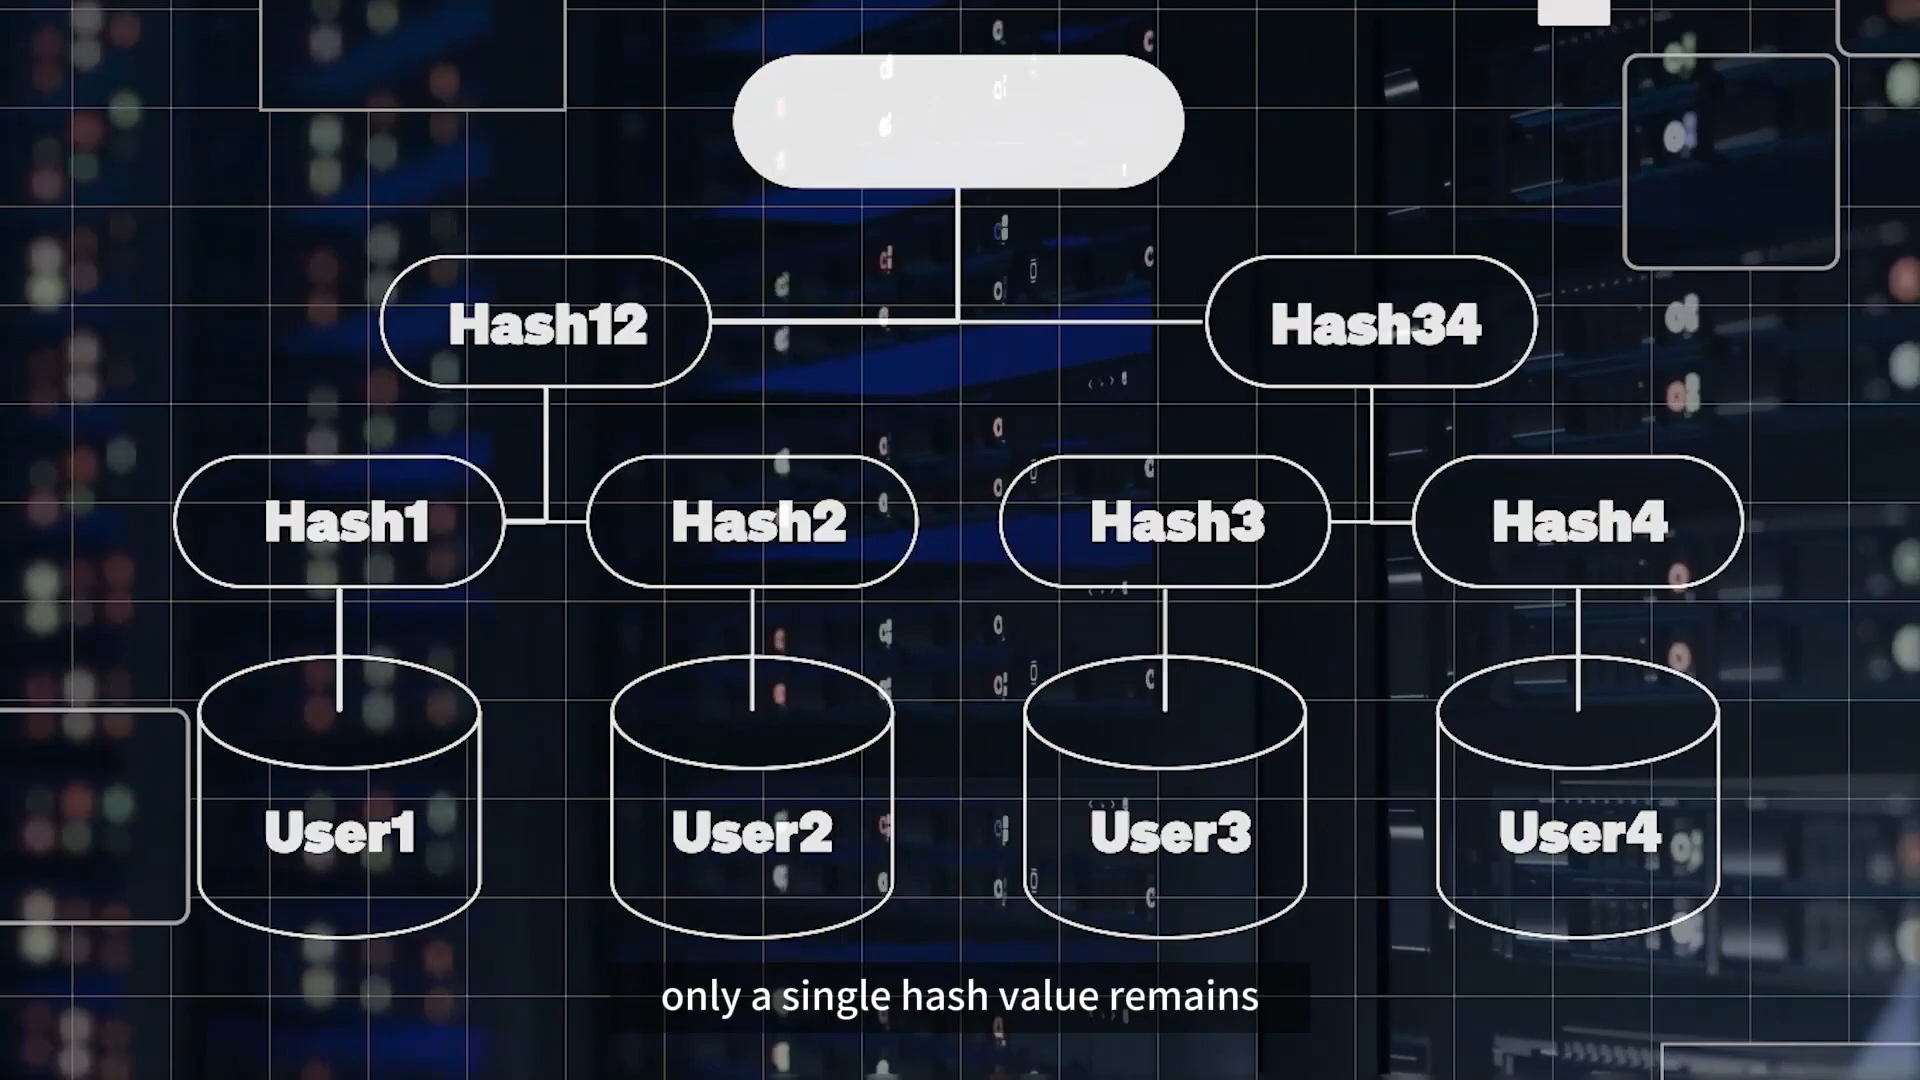 Hash12
Hash34
Hash1
Hash2
Hash3
Hash4
User1
User2
User3
User4
only a single hash value remains